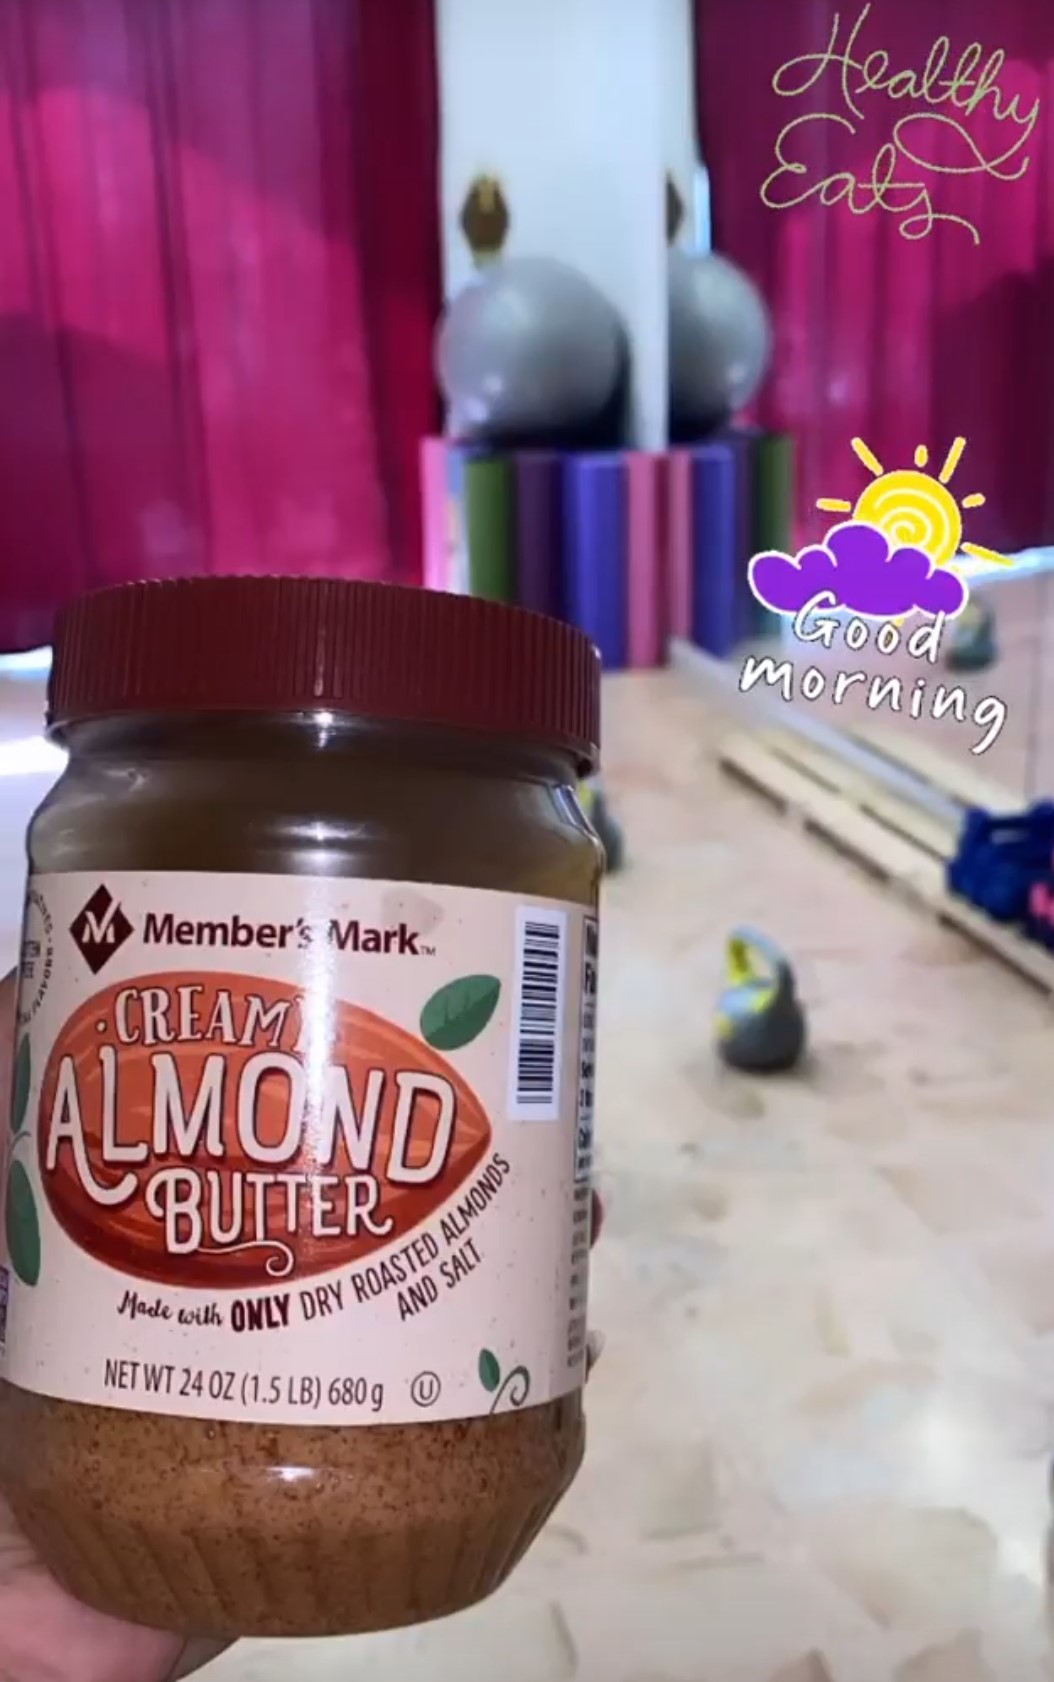 Healthy
Eats
Good
morning
Member's Mark™
CREAMY
ALMOND
BUTTER
Made with ONLY DRY ROASTED ALMONDS
AND SALT
NET WT 24 OZ (1.5 LB) 680 g U